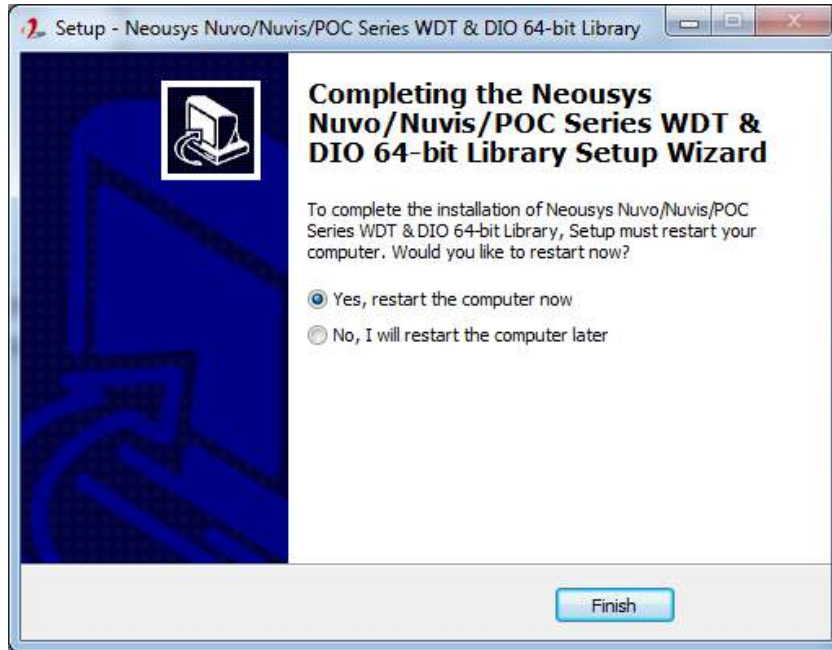 Setup - Neousys Nuvo/Nuvis/POC Series WDT & DIO 64-bit Library
Completing the Neousys
Nuvo/Nuvis/POC Series WDT &
DIO 64-bit Library Setup Wizard
To complete the installation of Neousys Nuvo/Nuvis/POC
Series WDT & DIO 64-bit Library, Setup must restart your
computer. Would you like to restart now?
Yes, restart the computer now
No, I will restart the computer later
Finish